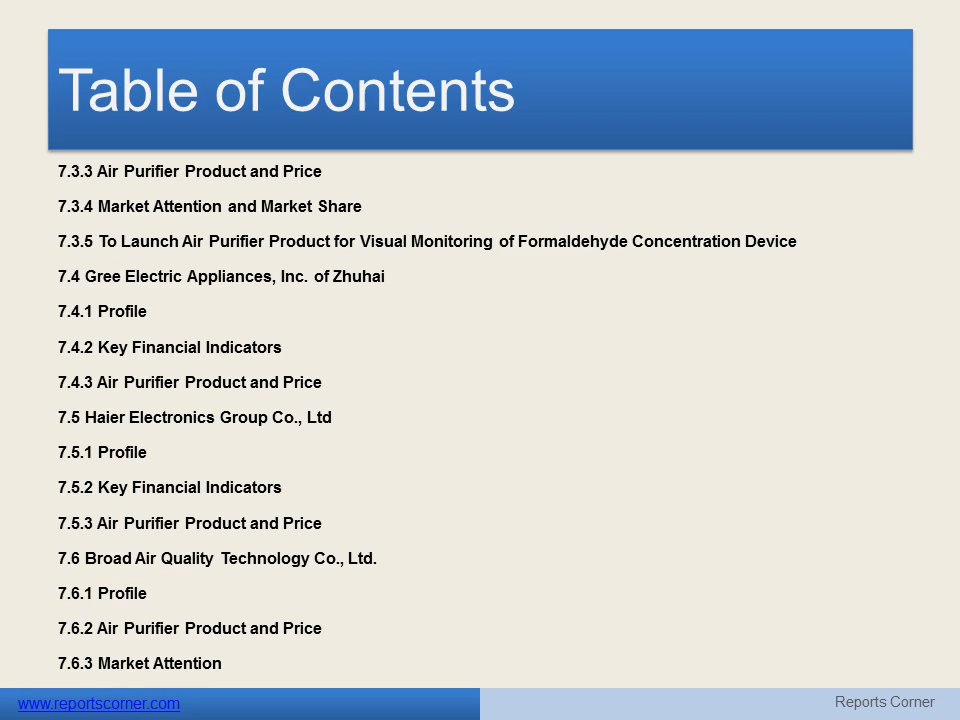 Table of Contents
7.3.3 Air Purifier Product and Price
7.3.4 Market Attention and Market Share
7.3.5 To Launch Air Purifier Product for Visual Monitoring of Formaldehyde Concentration Device
7.4 Gree Electric Appliances, Inc. of Zhuhai
7.4.1 Profile
7.4.2 Key Financial Indicators
7.4.3 Air Purifier Product and Price
7.5 Haier Electronics Group Co., Ltd
7.5.1 Profile
7.5.2 Key Financial Indicators
7.5.3 Air Purifier Product and Price
7.6 Broad Air Quality Technology Co., Ltd.
7.6.1 Profile
7.6.2 Air Purifier Product and Price
7.6.3 Market Attention
www.reportscorner.com
Reports Corner